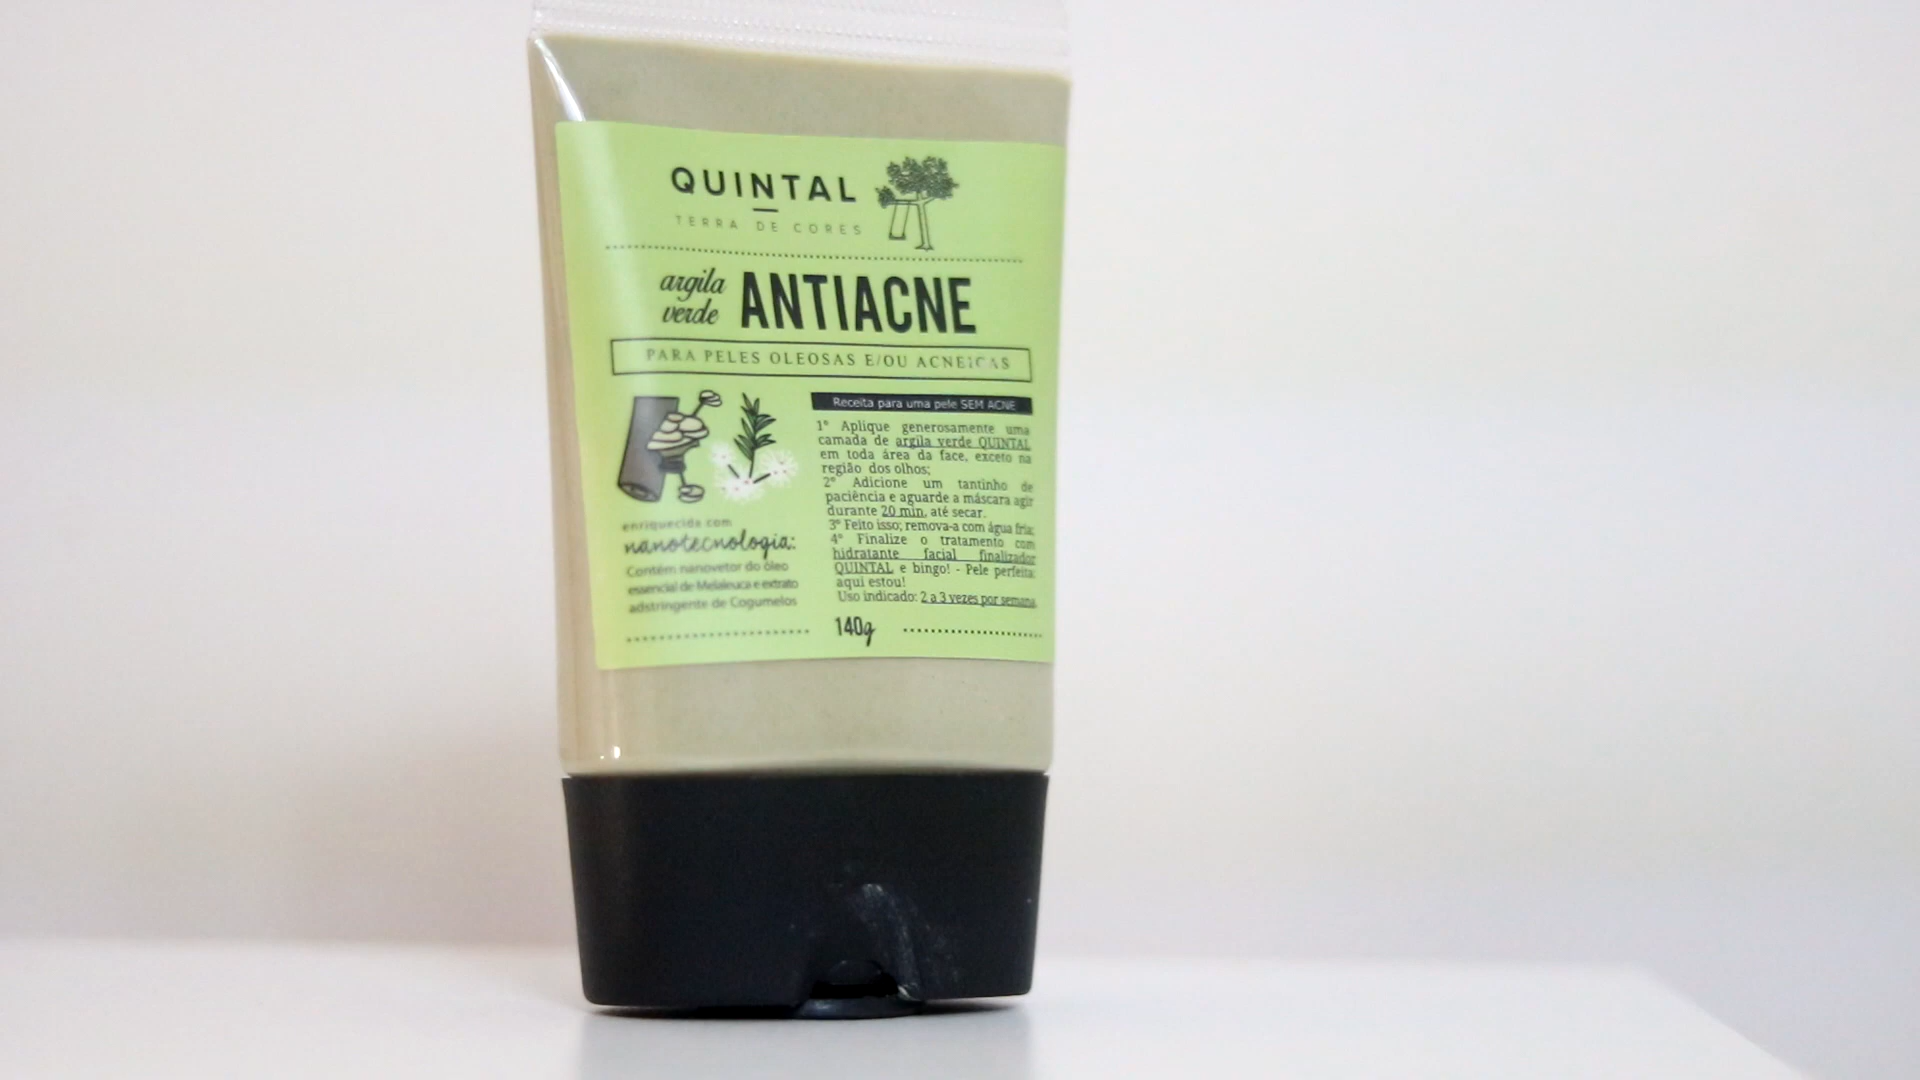 QUINTAL
TERRA DE CORES
argila
verde
ANTIACNE
PARA PELES OLEOSAS E/OU ACNEICAS
enriquecida com
nanotecnologia:
Contém nanovetor do óleo
essencial de Melaleuca e extrato
adstringente de Cogumelos
Receita para uma pele SEM ACNE
1° Aplique generosamente uma
camada de argila verde QUINTAL
em toda área da face, exceto na
região dos olhos;
2° Adicione um tantinho de
paciência e aguarde a máscara agir
durante 20 min, até secar.
3° Feito isso; remova-a com água fria;
4° Finalize o tratamento com
hidratante facial finalizador
QUINTAL e bingo! - Pele perfeita
aqui estou!
Uso indicado: 2 a 3 vezes por semana
140g